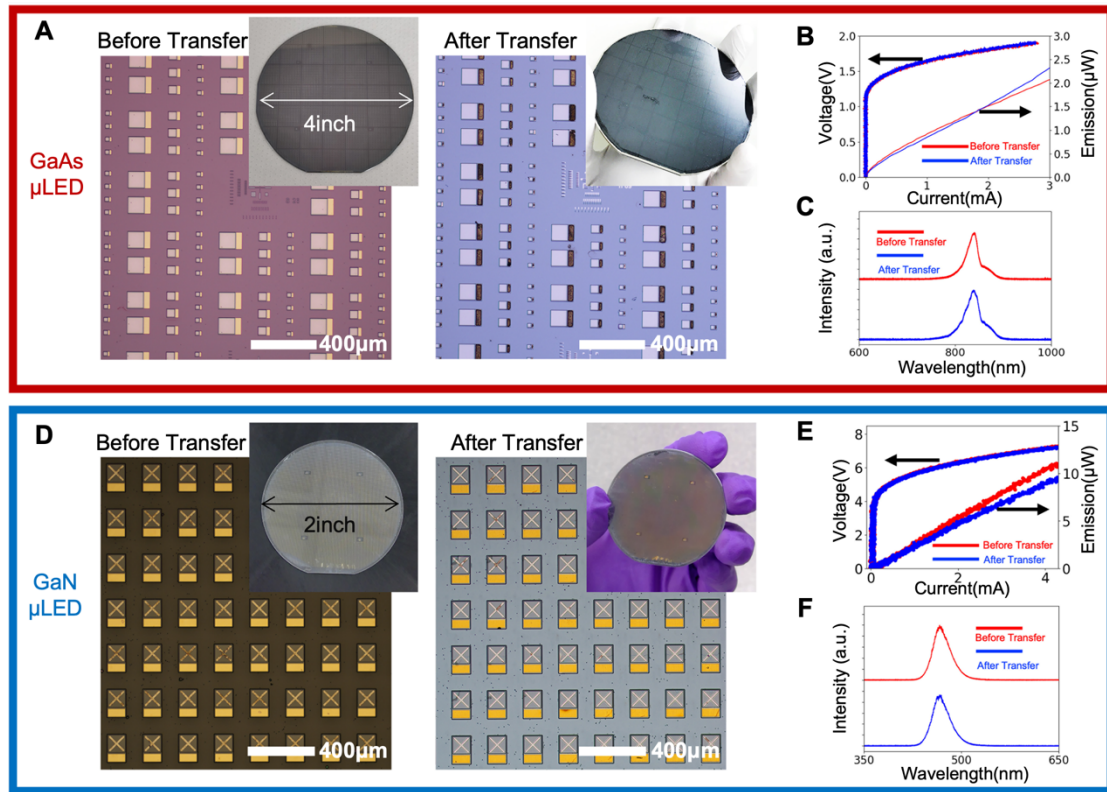 A
Before Transfer
4inch
400μm
After Transfer
400μm
GaAs
μLED
B
2.0
1.5
1.0
0.5
0.0
Voltage(V)
3.0
2.5
2.0
1.5
1.0
0.5
0.0
Emission(μW)
Before Transfer
After Transfer
0
1
2
3
Current(mA)
C
Intensity (a.u.)
Before Transfer
After Transfer
600
800
1000
Wavelength(nm)
D
Before Transfer
2inch
400μm
After Transfer
400μm
GaN
μLED
E
8
6
4
2
0
Voltage(V)
15
10
5
0
Emission(μW)
Before Transfer
After Transfer
0
2
4
Current(mA)
F
Intensity (a.u.)
Before Transfer
After Transfer
350
500
650
Wavelength(nm)